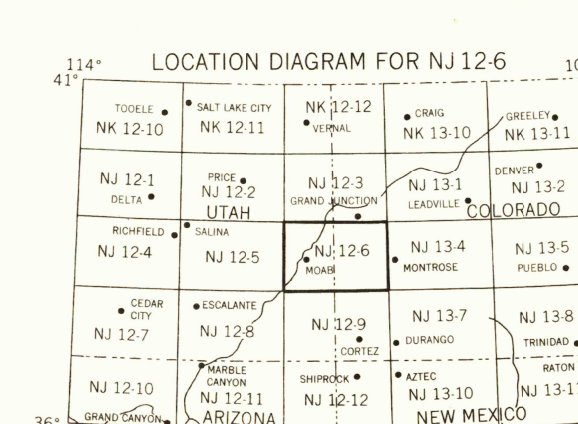 LOCATION DIAGRAM FOR NJ 12-6
114°
10
41°
TOOELE
NK 12-10
SALT LAKE CITY
NK 12-11
NK 12-12
VERNAL
CRAIG
NK 13-10
GREELEY
NK 13-11
NJ 12-1
DELTA
PRICE
NJ 12-2
UTAH
NJ 12-3
GRAND JUNCTION
NJ 13-1
LEADVILLE
DENVER
NJ 13-2
COLORADO
RICHFIELD
NJ 12-4
SALINA
NJ 12-5
NJ 12-6
MOAB
NJ 13-4
MONTROSE
NJ 13-5
PUEBLO
CEDAR
CITY
NJ 12-7
ESCALANTE
NJ 12-8
NJ 12-9
CORTEZ
NJ 13-7
DURANGO
NJ 13-8
TRINIDAD
NJ 12-10
GRAND CANYON
MARBLE
CANYON
NJ 12-11
ARIZONA
SHIPROCK
NJ 12-12
AZTEC
NJ 13-10
NEW MEXICO
RATON
NJ 13-11
36°